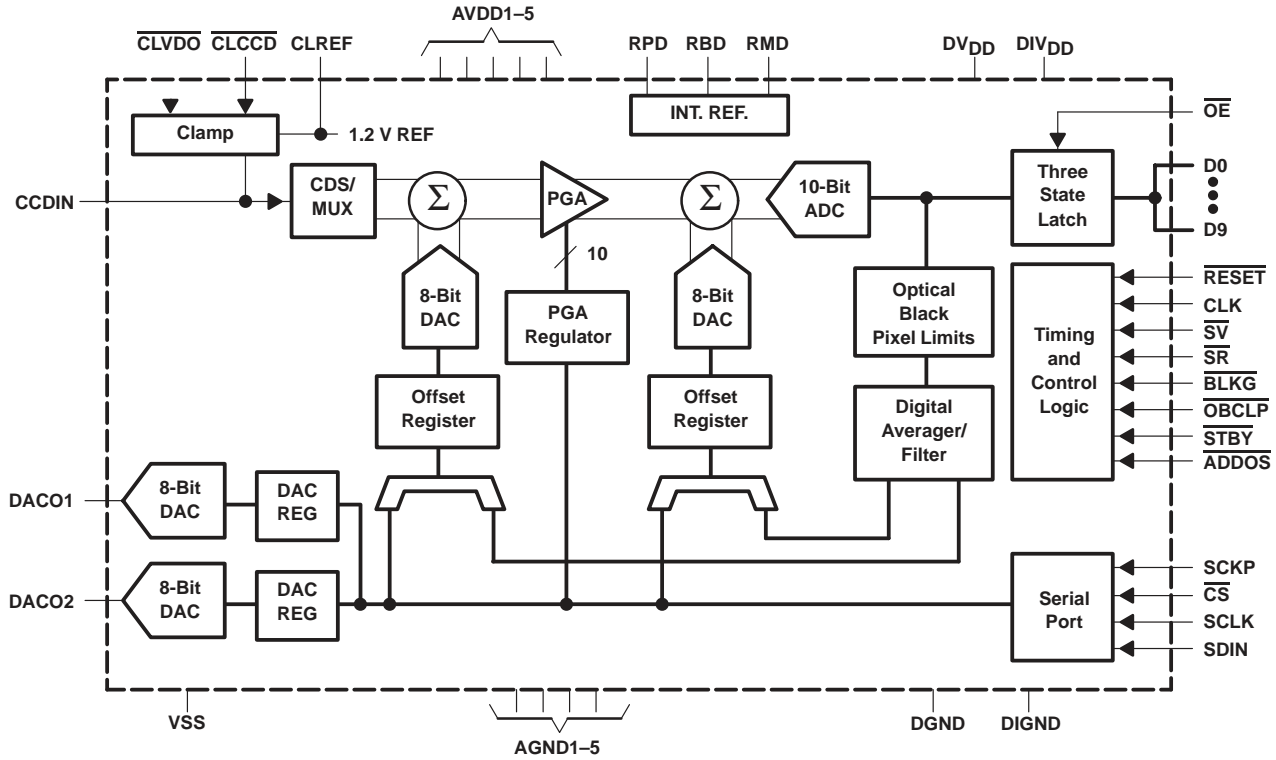 AVDD1–5
CLVDO CLCCD CLREF RPD RBD RMD DVDD DIVDD
INT. REF.
OE
Clamp
1.2 V REF
CCDIN
CDS/
MUX
Σ
PGA
Σ
10-Bit
ADC
Three
State
Latch
D0
D9
10
8-Bit
DAC
PGA
Regulator
8-Bit
DAC
Optical
Black
Pixel Limits
Timing
and
Control
Logic
RESET
CLK
SV
SR
BLKG
OBCLP
STBY
ADDOS
Offset
Register
Offset
Register
Digital
Averager/
Filter
DACO1
8-Bit
DAC
DAC
REG
DACO2
8-Bit
DAC
DAC
REG
Serial
Port
SCKP
CS
SCLK
SDIN
VSS
AGND1–5
DGND
DIGND